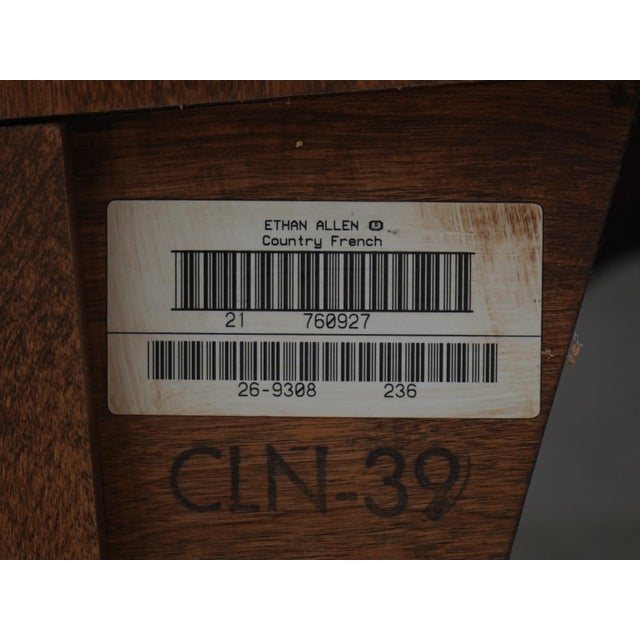 ETHAN ALLEN
Country French
21 760927
26-9308 236
CLN-39